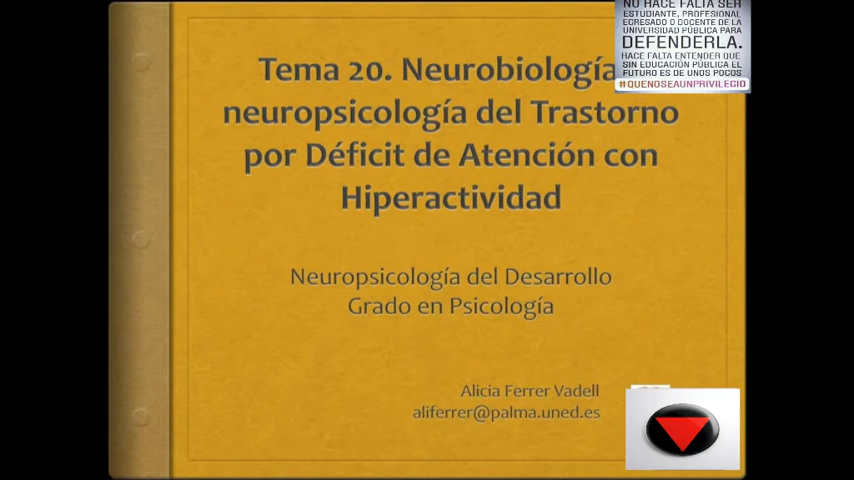 NO HACE FALTA SER
ESTUDIANTE, PROFESIONAL
EGRESADO O DOCENTE DE LA
UNIVERSIDAD PÚBLICA PARA
DEFENDERLA.
HACE FALTA ENTENDER QUE
SIN EDUCACIÓN PÚBLICA EL
FUTURO ES DE UNOS POCOS
#QUENOSEAUNPRIVILEGIO
Tema 20. Neurobiología
neuropsicología del Trastorno
por Déficit de Atención con
Hiperactividad
Neuropsicología del Desarrollo
Grado en Psicología
Alicia Ferrer Vadell
aliferrer@palma.uned.es